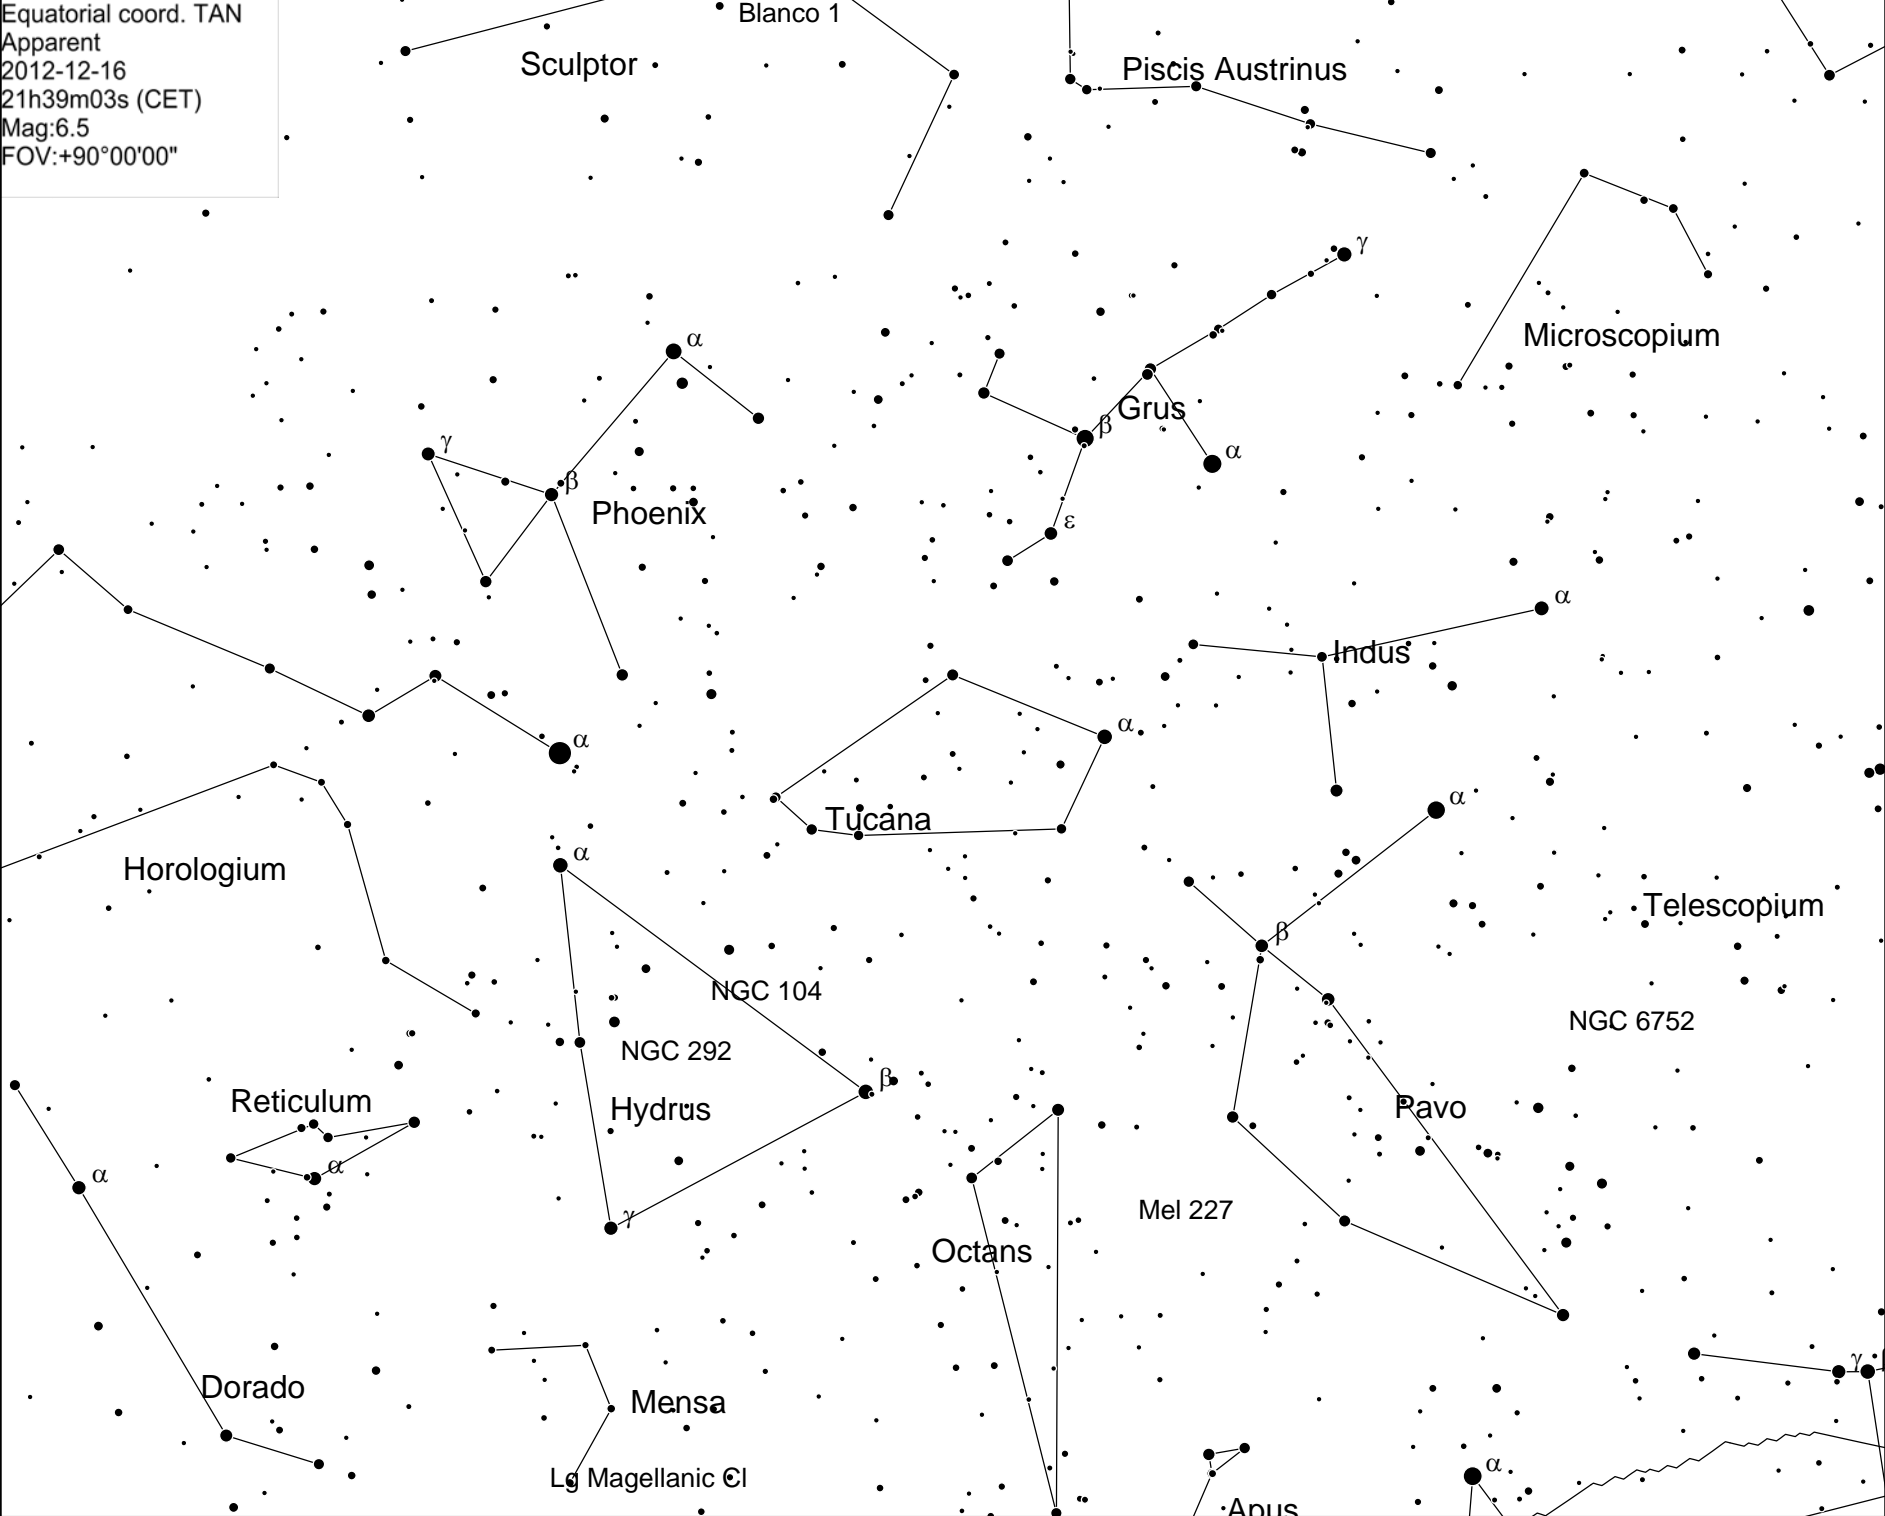 Equatorial coord. TAN
Apparent
2012-12-16
21h39m03s (CET)
Mag:6.5
FOV:+90°00'00"
Blanco 1
Sculptor
Piscis Austrinus
γ
Microscopium
α
Grus
β
α
γ
β
Phoenix
ε
α
Indus
α
α
α
Tucana
Horologium
α
Telescopium
β
NGC 104
NGC 6752
NGC 292
β
Reticulum
Hydrus
Pavo
α
α
γ
Mel 227
Octans
γ
Dorado
Mensa
Lg Magellanic Cl
α
Apus